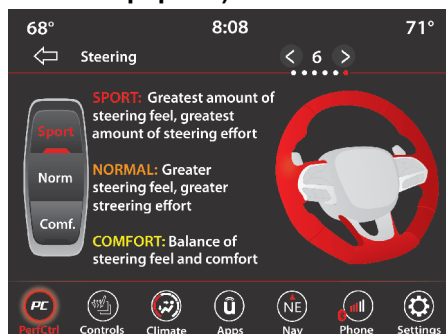 68° 8:08 71°
Steering < 6 >
SPORT: Greatest amount of
steering feel, greatest
amount of steering effort
Sport
Norm
Comf.
NORMAL: Greater
steering feel, greater
streering effort
COMFORT: Balance of
steering feel and comfort
PC û NE
PerfCtrl Controls Climate Apps Nav Phone Settings